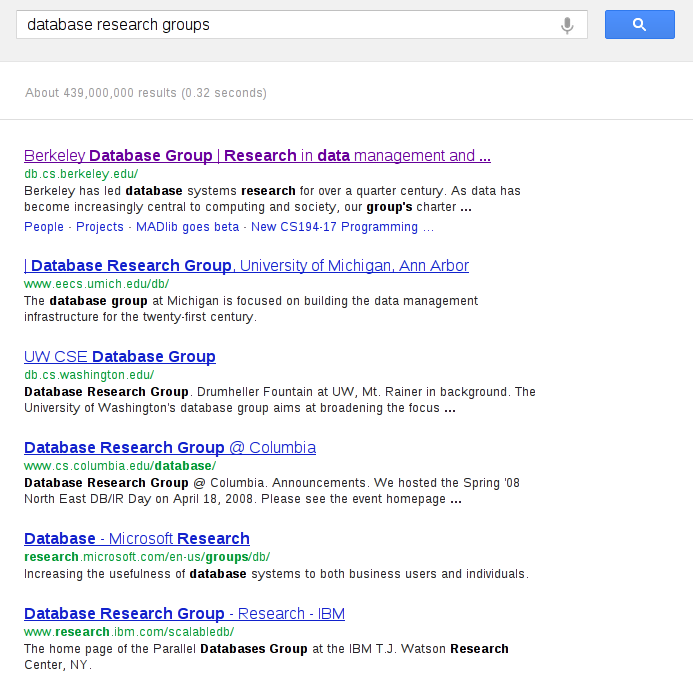 database research groups
About 439,000,000 results (0.32 seconds)
Berkeley Database Group | Research in data management and ...
db.cs.berkeley.edu/
Berkeley has led database systems research for over a quarter century. As data has
become increasingly central to computing and society, our group's charter ...
People - Projects - MADlib goes beta - New CS194-17 Programming ...
| Database Research Group, University of Michigan, Ann Arbor
www.eecs.umich.edu/db/
The database group at Michigan is focused on building the data management
infrastructure for the twenty-first century.
UW CSE Database Group
db.cs.washington.edu/
Database Research Group. Drumheller Fountain at UW, Mt. Rainer in background. The
University of Washington's database group aims at broadening the focus ...
Database Research Group @ Columbia
www.cs.columbia.edu/database/
Database Research Group @ Columbia. Announcements. We hosted the Spring '08
North East DB/IR Day on April 18, 2008. Please see the event homepage ...
Database - Microsoft Research
research.microsoft.com/en-us/groups/db/
Increasing the usefulness of database systems to both business users and individuals.
Database Research Group - Research - IBM
www.research.ibm.com/scalabledb/
The home page of the Parallel Databases Group at the IBM T.J. Watson Research
Center, NY.